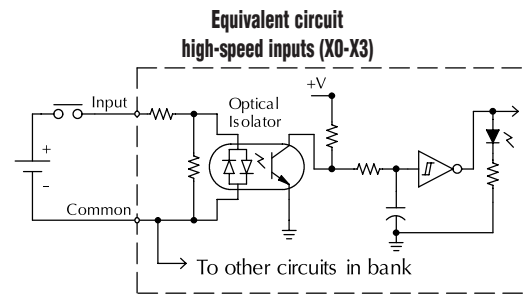 Equivalent circuit
high-speed inputs (X0-X3)
+V
Input
Optical
Isolator
+
-
Common
To other circuits in bank